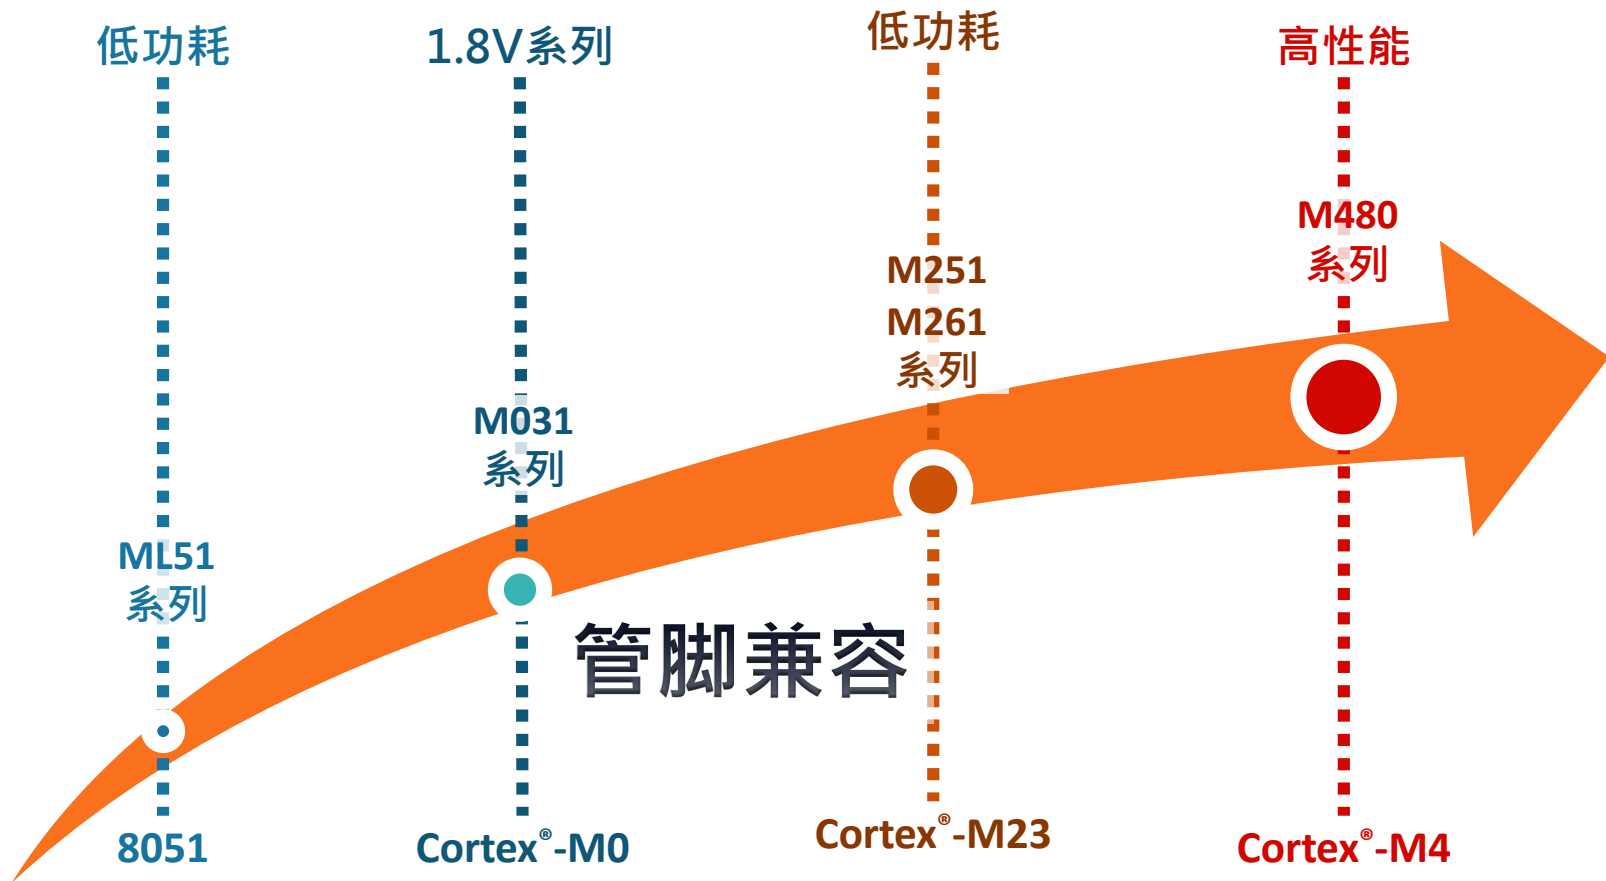 低功耗
1.8V系列
低功耗
高性能
M480
系列
M251
M261
系列
M031
系列
ML51
系列
管脚兼容
8051
Cortex®-M0
Cortex®-M23
Cortex®-M4